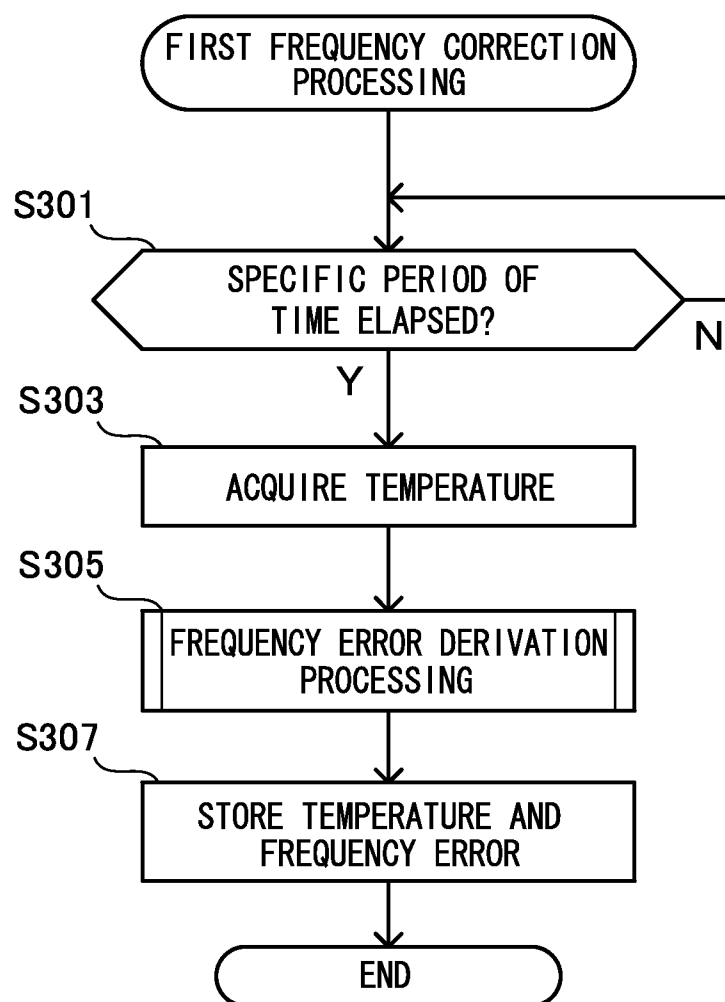 FIRST FREQUENCY CORRECTION
PROCESSING
S301
SPECIFIC PERIOD OF
TIME ELAPSED?
N
Y
S303
ACQUIRE TEMPERATURE
S305
FREQUENCY ERROR DERIVATION
PROCESSING
S307
STORE TEMPERATURE AND
FREQUENCY ERROR
END